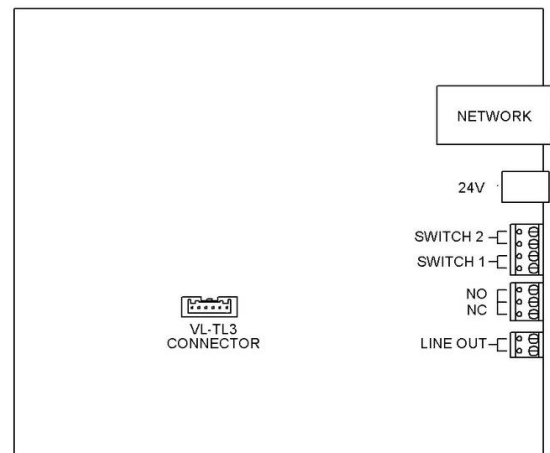 NETWORK
24V
SWITCH 2
SWITCH 1
NO
NC
VL-TL3
CONNECTOR
LINE OUT